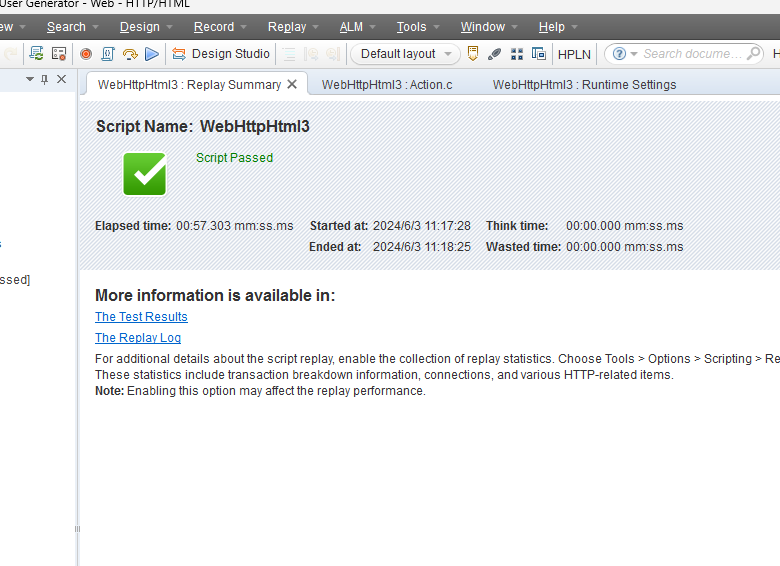 User Generator - Web - HTTP/HTML
ew Search Design Record Replay ALM Tools Window Help
Design Studio Default layout HPLN Search docume...
WebHttpHtml3 : Replay Summary WebHttpHtml3 : Action.c WebHttpHtml3 : Runtime Settings
Script Name: WebHttpHtml3
Script Passed
Elapsed time: 00:57.303 mm:ss.ms Started at: 2024/6/3 11:17:28 Think time: 00:00.000 mm:ss.ms
Ended at: 2024/6/3 11:18:25 Wasted time: 00:00.000 mm:ss.ms
ssed]
More information is available in:
The Test Results
The Replay Log
For additional details about the script replay, enable the collection of replay statistics. Choose Tools > Options > Scripting > Re
These statistics include transaction breakdown information, connections, and various HTTP-related items.
Note: Enabling this option may affect the replay performance.